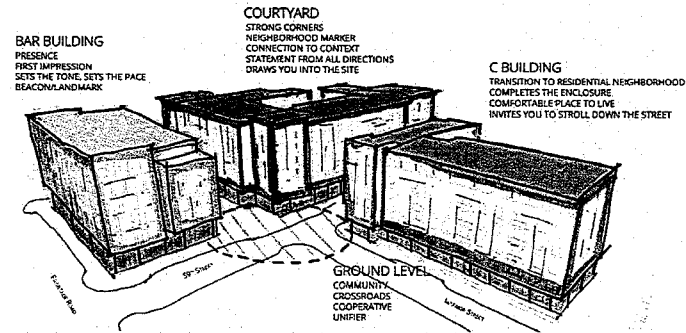 COURTYARD
STRONG CORNERS
NEIGHBORHOOD MARKER
CONNECTION TO CONTEXT
STATEMENT FROM ALL DIRECTIONS
DRAWS YOU INTO THE SITE
BAR BUILDING
PRESENCE
FIRST IMPRESSION
SETS THE TONE, SETS THE PACE
BEACON/LANDMARK
C BUILDING
TRANSITION TO RESIDENTIAL NEIGHBORHOOD
COMPLETES THE ENCLOSURE
COMFORTABLE PLACE TO LIVE
INVITES YOU TO STROLL DOWN THE STREET
GROUND LEVEL
COMMUNITY
CROSSROADS
COOPERATIVE
UNIFIER
ROAD
STREET
STREET